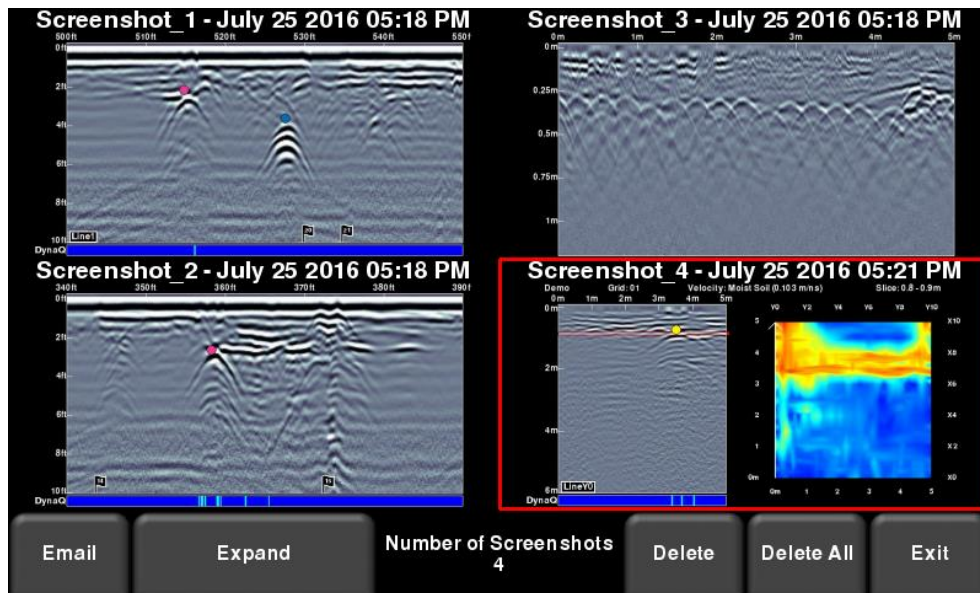 Screenshot_1 - July 25 2016 05:18 PM
500ft 510ft 520ft 530ft 540ft 550ft
0ft
2ft
4ft
6ft
8ft
10ft
Line1
20
21
DynaQ
Screenshot_3 - July 25 2016 05:18 PM
0m 1m 2m 3m 4m 5m
0m
0.25m
0.5m
0.75m
1m
Screenshot_2 - July 25 2016 05:18 PM
340ft 350ft 360ft 370ft 380ft 390ft
0ft
2ft
4ft
6ft
8ft
10ft
DynaQ
Screenshot_4 - July 25 2016 05:21 PM
Demo Grid: 01 Velocity: Moist Soil (0.103 m/ns) Slice: 0.8 - 0.9m
0m 1m 2m 3m 4m 5m
0m
2m
4m
6m
LineY0
DynaQ
Y0 Y2 Y4 Y6 Y8 Y10
5 X10
4 X8
3 X6
2 X4
1 X2
0m X0
0m 1 2 3 4 5
Email
Expand
Number of Screenshots
4
Delete
Delete All
Exit